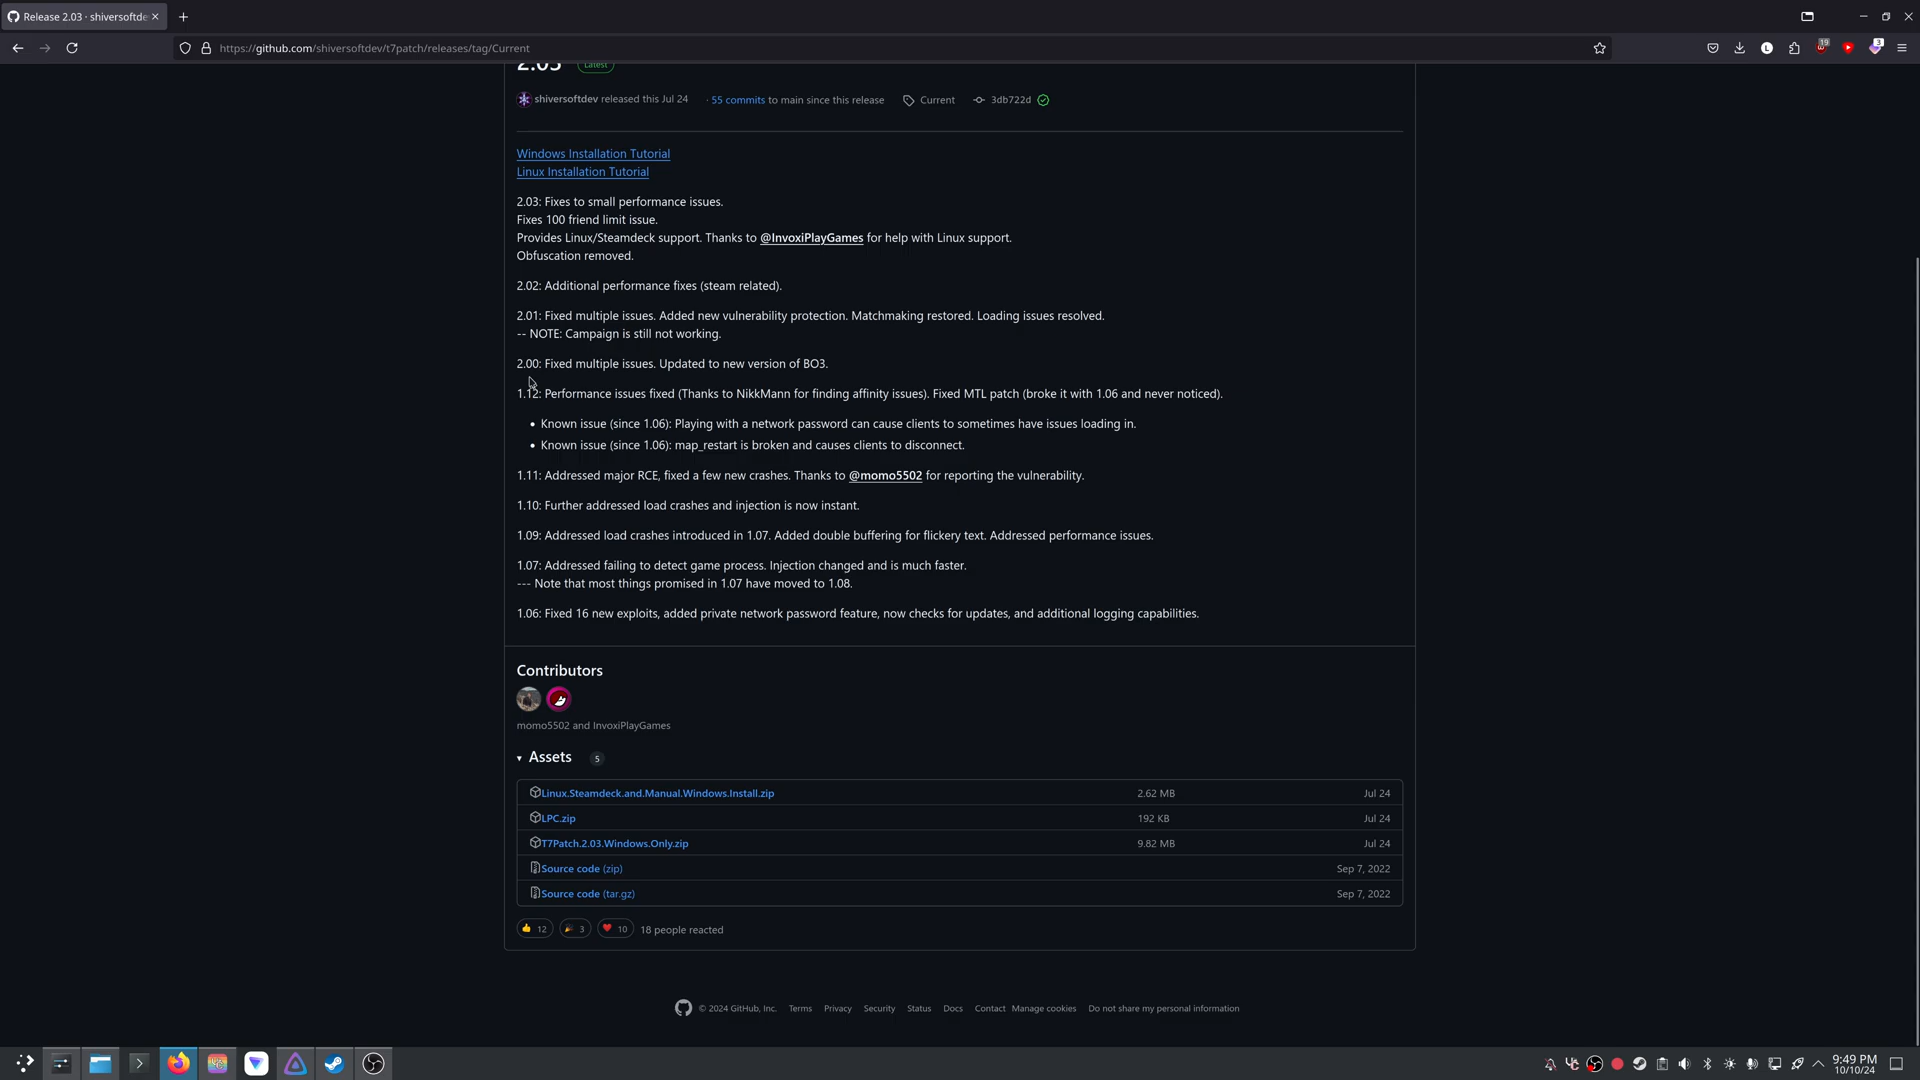 Release 2.03 · shiversoftde
https://github.com/shiversoftdev/t7patch/releases/tag/Current
19
3
2.03 Latest
shiversoftdev released this Jul 24 · 55 commits to main since this release Current 3db722d
Windows Installation Tutorial
Linux Installation Tutorial
2.03: Fixes to small performance issues.
Fixes 100 friend limit issue.
Provides Linux/Steamdeck support. Thanks to @InvoxiPlayGames for help with Linux support.
Obfuscation removed.
2.02: Additional performance fixes (steam related).
2.01: Fixed multiple issues. Added new vulnerability protection. Matchmaking restored. Loading issues resolved.
-- NOTE: Campaign is still not working.
2.00: Fixed multiple issues. Updated to new version of BO3.
1.12: Performance issues fixed (Thanks to NikkMann for finding affinity issues). Fixed MTL patch (broke it with 1.06 and never noticed).
• Known issue (since 1.06): Playing with a network password can cause clients to sometimes have issues loading in.
• Known issue (since 1.06): map_restart is broken and causes clients to disconnect.
1.11: Addressed major RCE, fixed a few new crashes. Thanks to @momo5502 for reporting the vulnerability.
1.10: Further addressed load crashes and injection is now instant.
1.09: Addressed load crashes introduced in 1.07. Added double buffering for flickery text. Addressed performance issues.
1.07: Addressed failing to detect game process. Injection changed and is much faster.
--- Note that most things promised in 1.07 have moved to 1.08.
1.06: Fixed 16 new exploits, added private network password feature, now checks for updates, and additional logging capabilities.
Contributors
momo5502 and InvoxiPlayGames
Assets 5
Linux.Steamdeck.and.Manual.Windows.Install.zip 2.62 MB Jul 24
LPC.zip 192 KB Jul 24
T7Patch.2.03.Windows.Only.zip 9.82 MB Jul 24
Source code (zip) Sep 7, 2022
Source code (tar.gz) Sep 7, 2022
12 3 10 18 people reacted
© 2024 GitHub, Inc. Terms Privacy Security Status Docs Contact Manage cookies Do not share my personal information
9:49 PM
10/10/24